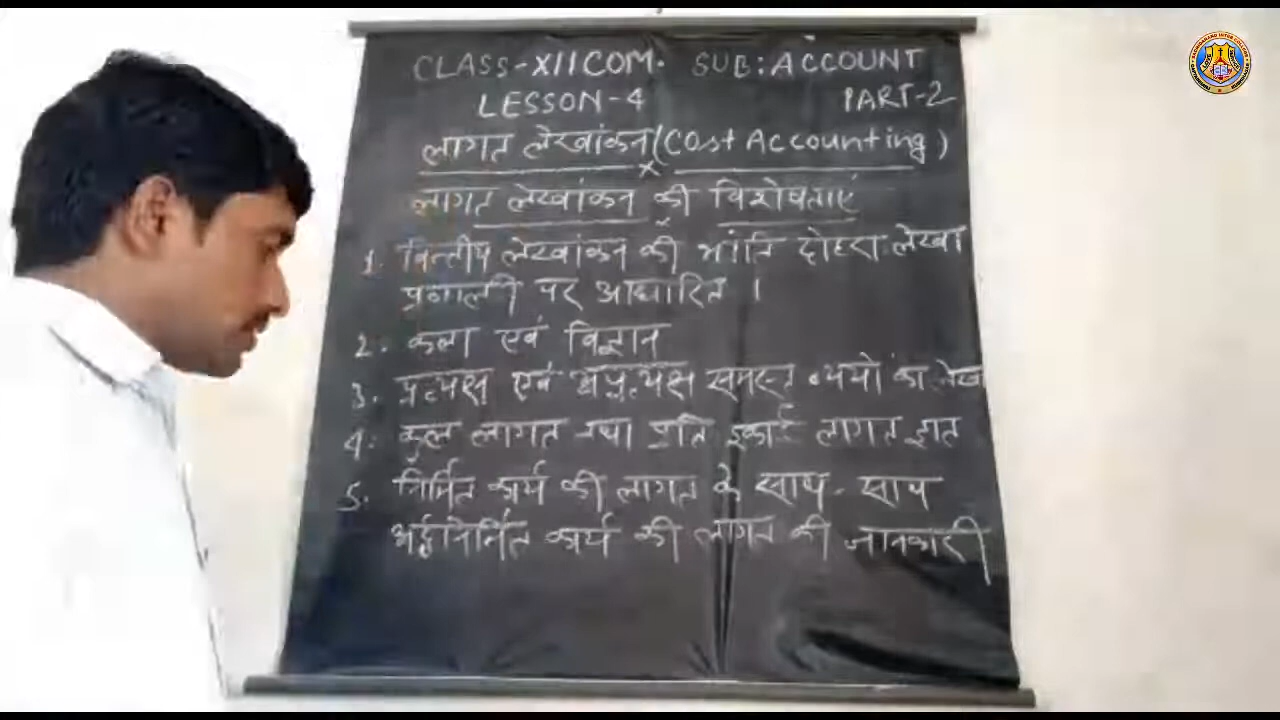 CLASS-XII COM. SUB: ACCOUNT
LESSON-4 PART-2
लागत लेखांकन (Cost Accounting)
लागत लेखांकन की विशेषताएं
1. वित्तीय लेखांकन की भांति दोहरा लेखा
प्रणाली पर आधारित ।
2. कला एवं विज्ञान
3. प्रत्यक्ष एवं अप्रत्यक्ष समस्त व्ययों का लेखा
4. कुल लागत तथा प्रति इकाई लागत ज्ञात
5. निर्मित कार्य की लागत के साथ-साथ
अर्द्धनिर्मित कार्य की लागत की जानकारी